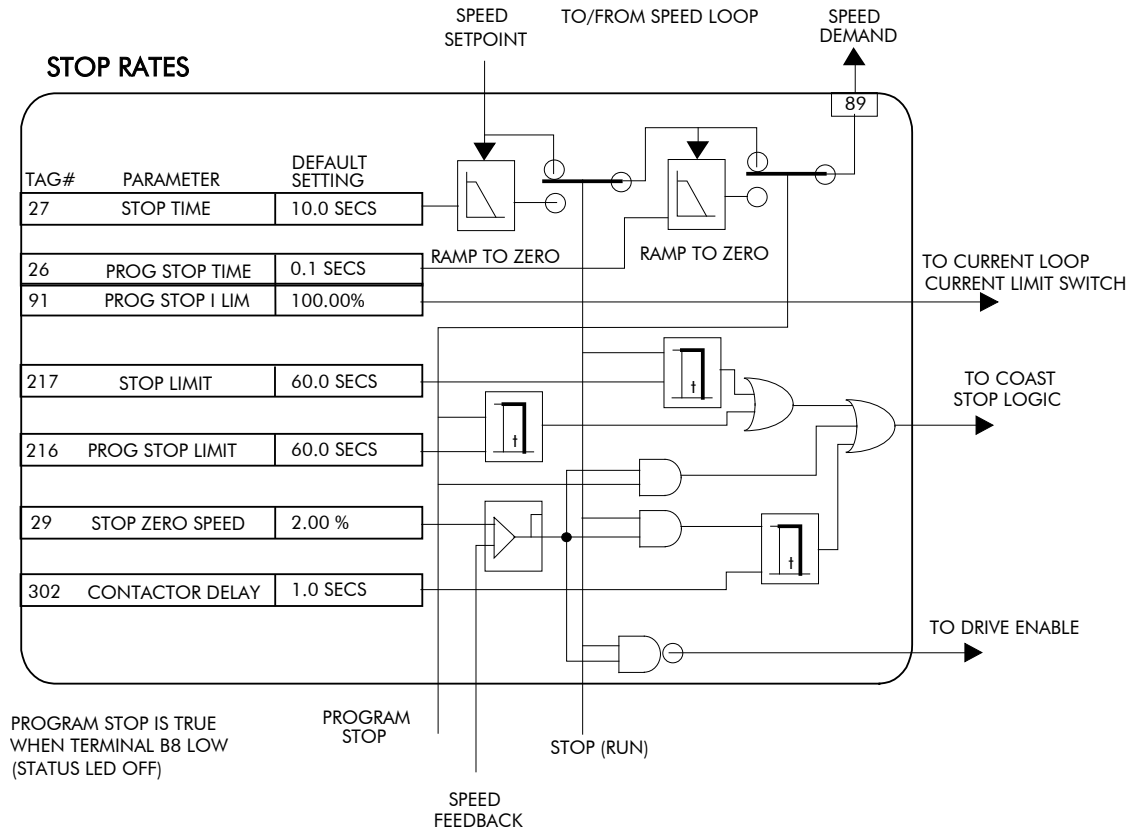 SPEED
SETPOINT
TO/FROM SPEED LOOP
SPEED
DEMAND
STOP RATES
89
TAG# PARAMETER DEFAULT
SETTING
27 STOP TIME 10.0 SECS
RAMP TO ZERO
RAMP TO ZERO
26 PROG STOP TIME 0.1 SECS
91 PROG STOP I LIM 100.00%
TO CURRENT LOOP
CURRENT LIMIT SWITCH
217 STOP LIMIT 60.0 SECS
t
TO COAST
STOP LOGIC
216 PROG STOP LIMIT 60.0 SECS
t
29 STOP ZERO SPEED 2.00 %
t
302 CONTACTOR DELAY 1.0 SECS
TO DRIVE ENABLE
PROGRAM STOP IS TRUE
WHEN TERMINAL B8 LOW
(STATUS LED OFF)
PROGRAM
STOP
STOP (RUN)
SPEED
FEEDBACK